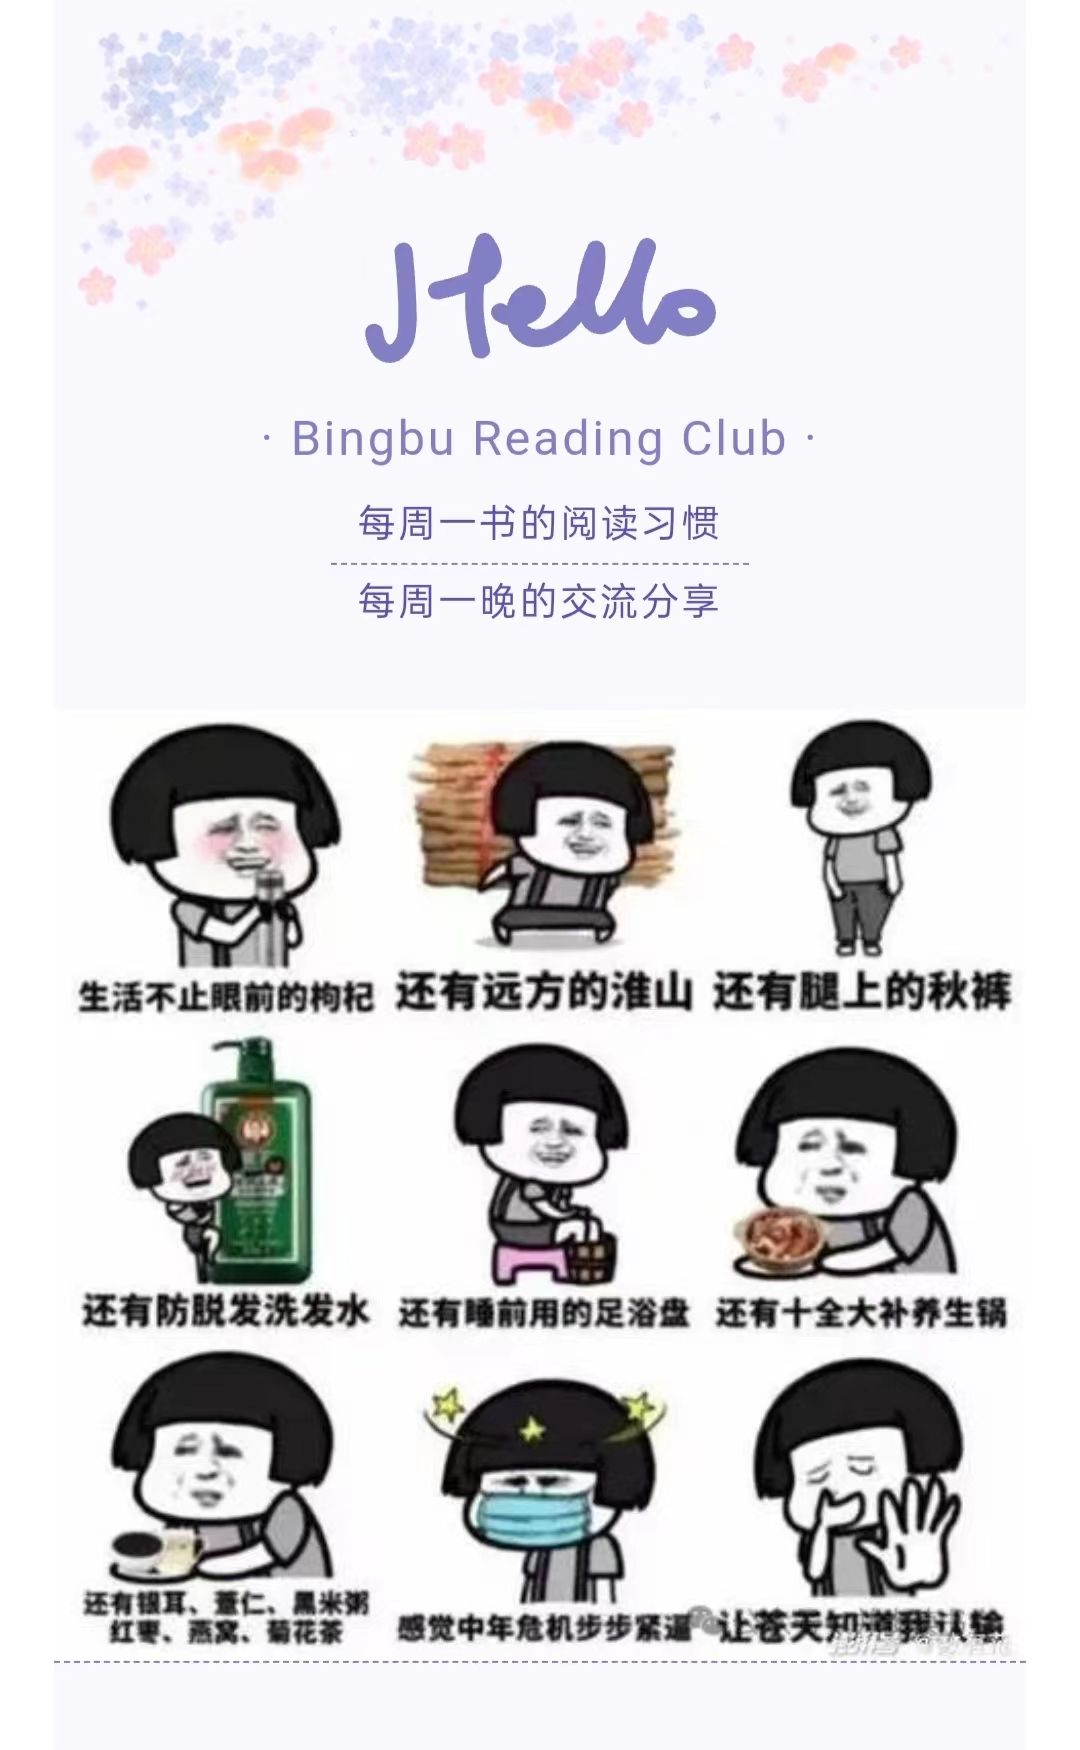 Hello
· Bingbu Reading Club ·
每周一书的阅读习惯
每周一晚的交流分享
生活不止眼前的枸杞
还有远方的淮山
还有腿上的秋裤
还有防脱发洗发水
还有睡前用的足浴盘
还有十全大补养生锅
还有银耳、薏仁、黑米粥
红枣、燕窝、菊花茶
感觉中年危机步步紧逼
让苍天知道我认输